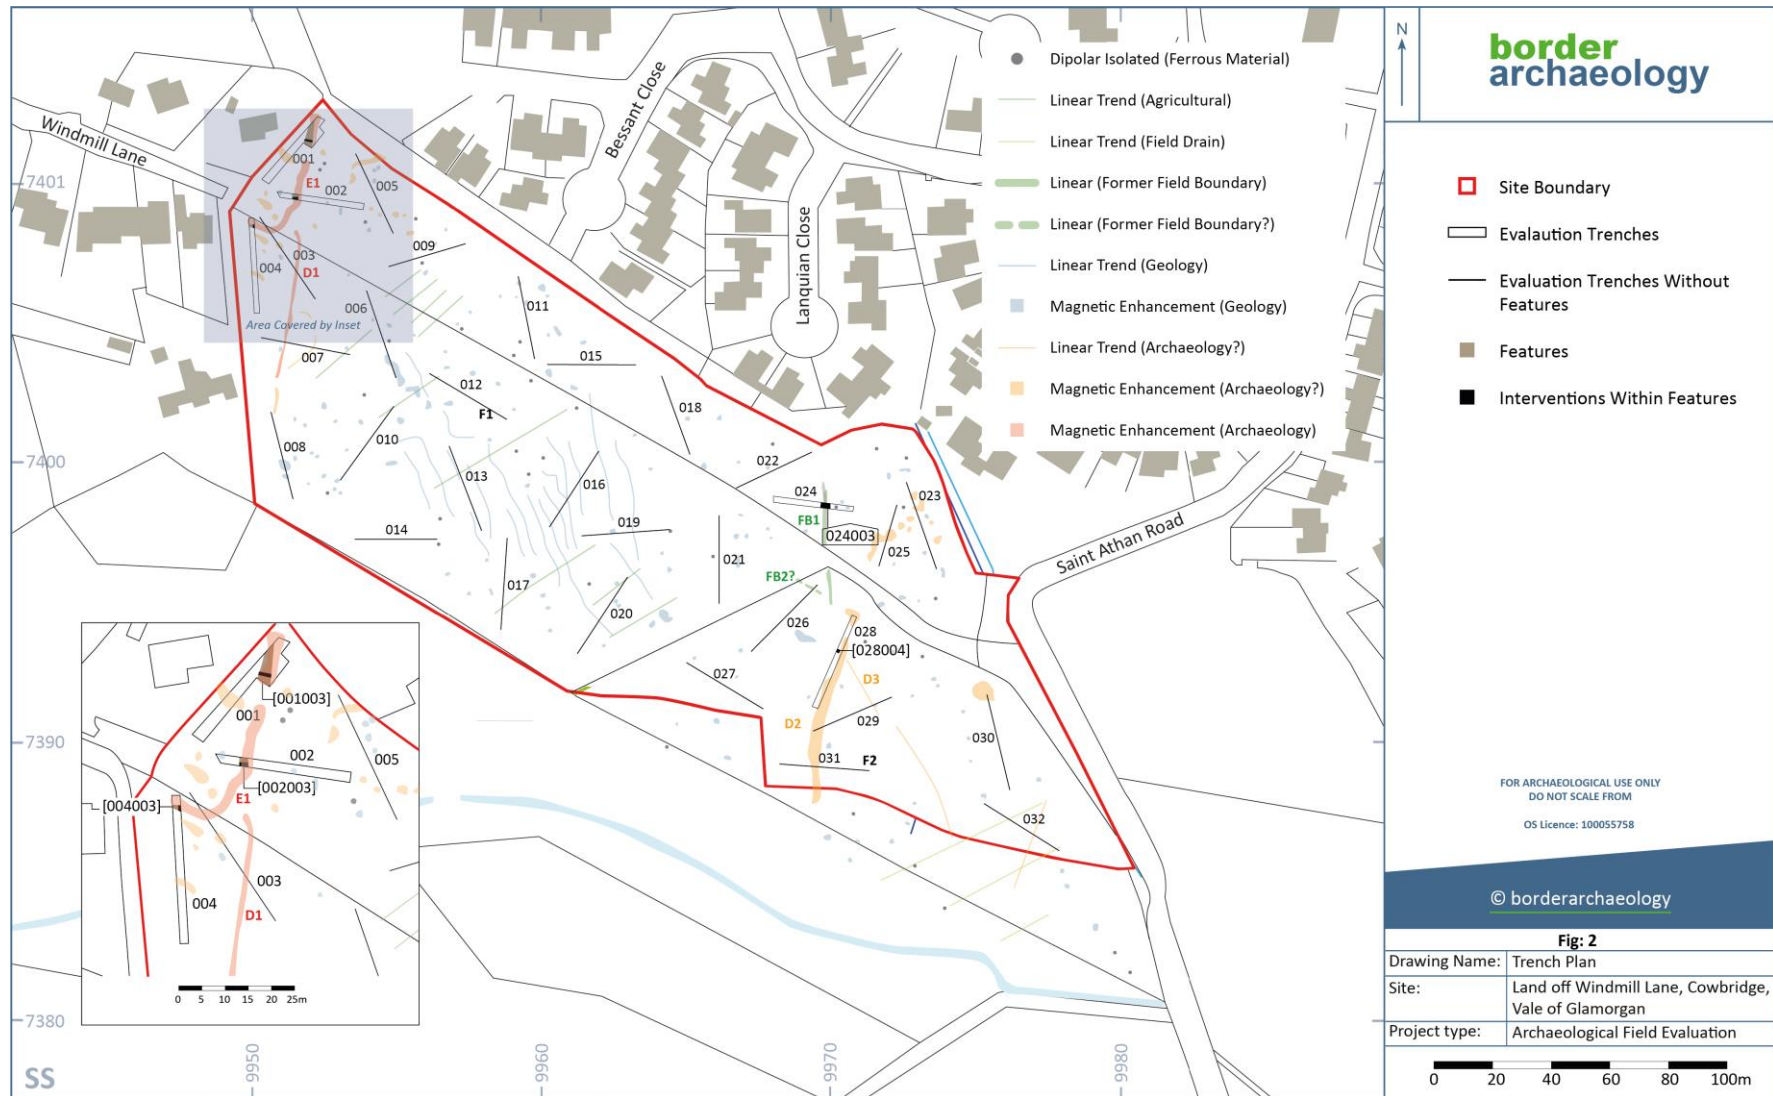 Windmill Lane
Bessant Close
Lanquian Close
Saint Athan Road
7401
7400
7390
7380
SS
9950
9960
9970
9980
001
E1
002
005
003
004
D1
Area Covered by Inset
009
006
007
011
015
012
F1
018
008
010
013
016
022
014
019
017
020
021
024
FB1
024003
023
025
FB2?
026
028
[028004]
D3
027
D2
029
030
031
F2
032
[001003]
001
002
005
[002003]
E1
[004003]
003
004
D1
0 5 10 15 20 25m
Dipolar Isolated (Ferrous Material)
Linear Trend (Agricultural)
Linear Trend (Field Drain)
Linear (Former Field Boundary)
Linear (Former Field Boundary?)
Linear Trend (Geology)
Magnetic Enhancement (Geology)
Linear Trend (Archaeology?)
Magnetic Enhancement (Archaeology?)
Magnetic Enhancement (Archaeology)
N
border
archaeology
Site Boundary
Evalaution Trenches
Evaluation Trenches Without
Features
Features
Interventions Within Features
FOR ARCHAEOLOGICAL USE ONLY
DO NOT SCALE FROM
OS Licence: 100055758
© borderarchaeology
Fig: 2
Drawing Name: Trench Plan
Site: Land off Windmill Lane, Cowbridge,
Vale of Glamorgan
Project type: Archaeological Field Evaluation
0 20 40 60 80 100m